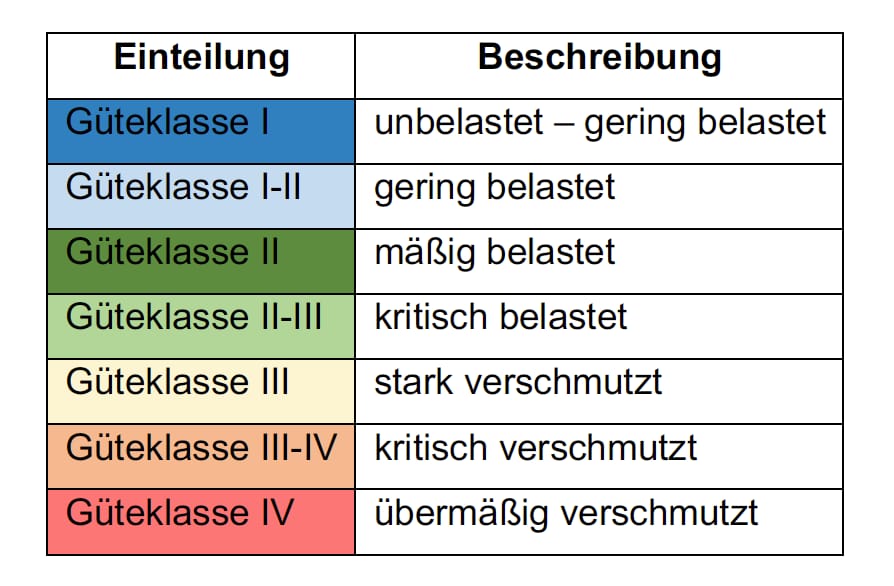 Einteilung Beschreibung
Güteklasse I unbelastet – gering belastet
Güteklasse I-II gering belastet
Güteklasse II mäßig belastet
Güteklasse II-III kritisch belastet
Güteklasse III stark verschmutzt
Güteklasse III-IV kritisch verschmutzt
Güteklasse IV übermäßig verschmutzt